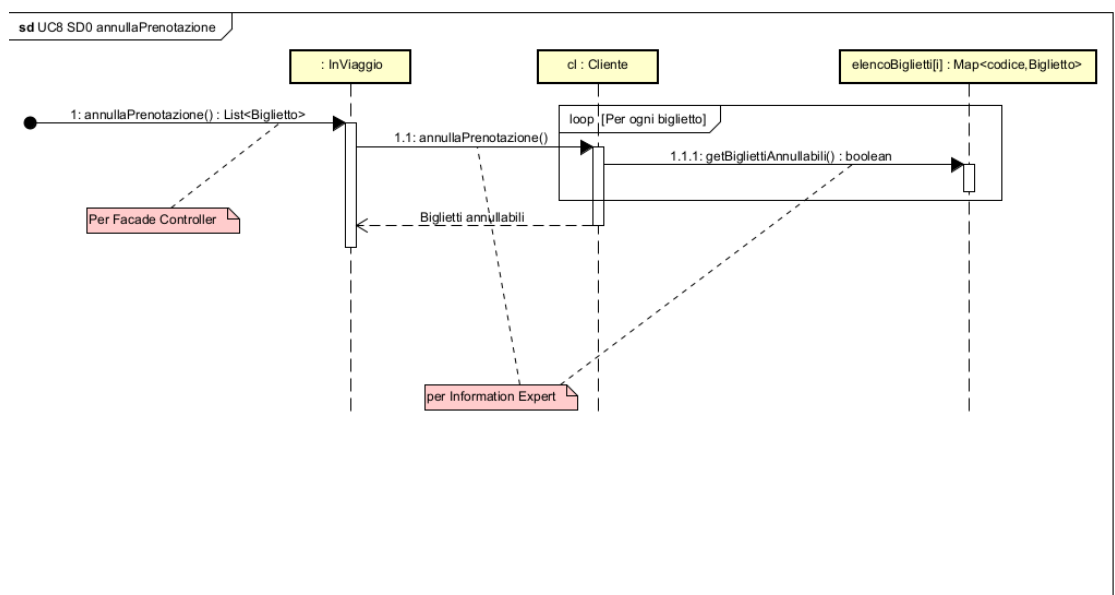 sd UC8 SD0 annullaPrenotazione
: InViaggio
cl : Cliente
elencoBiglietti[i] : Map<codice,Biglietto>
1: annullaPrenotazione() : List<Biglietto>
loop [Per ogni biglietto]
1.1: annullaPrenotazione()
1.1.1: getBigliettiAnnullabili() : boolean
Per Facade Controller
Biglietti annullabili
per Information Expert